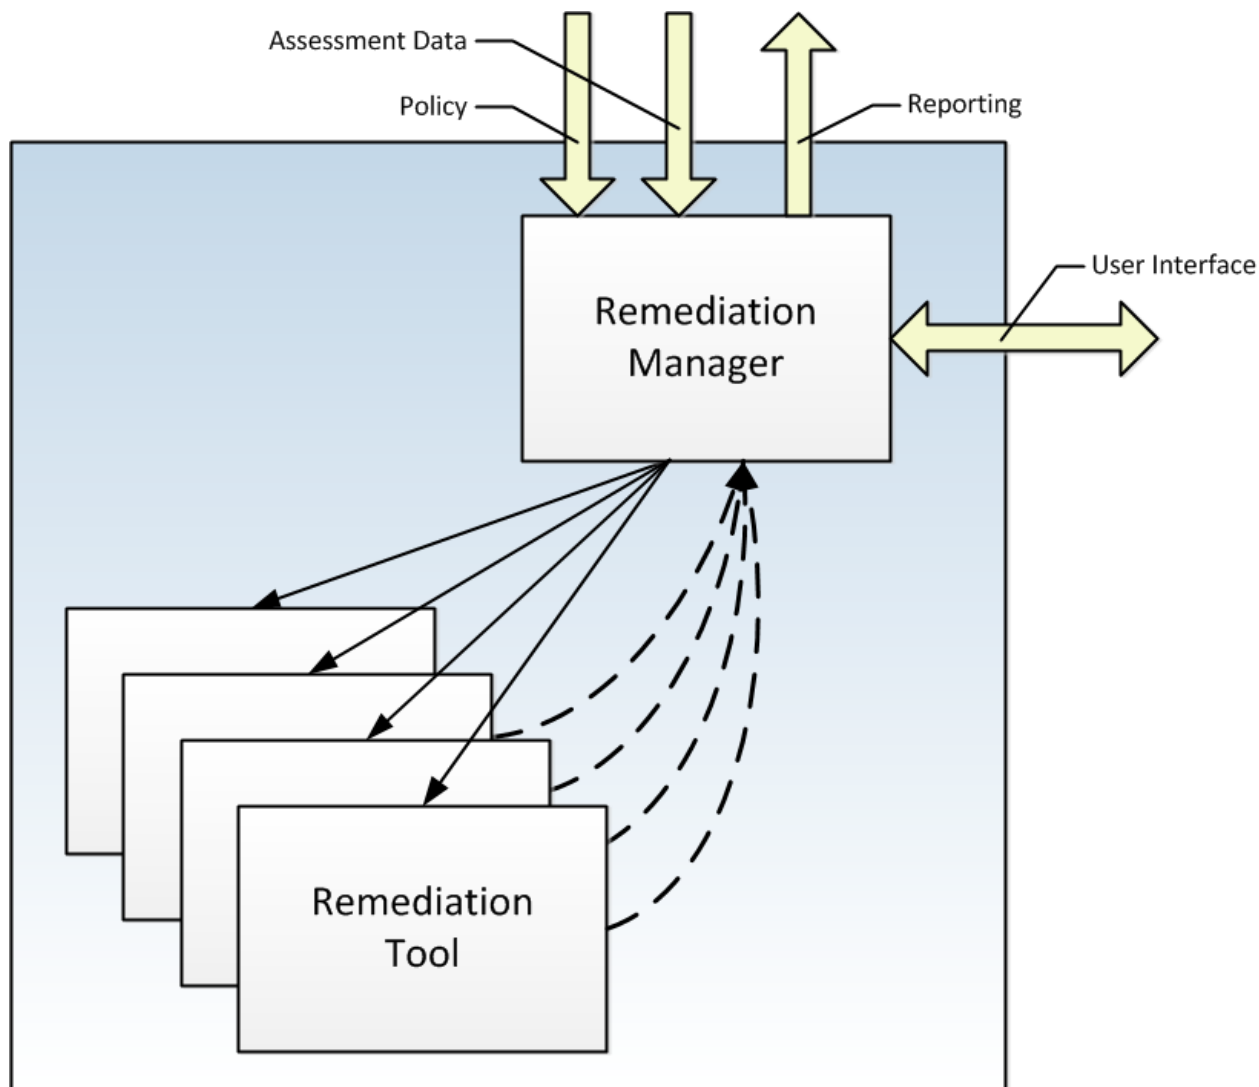 Assessment Data
Policy
Reporting
User Interface
Remediation
Manager
Remediation
Tool